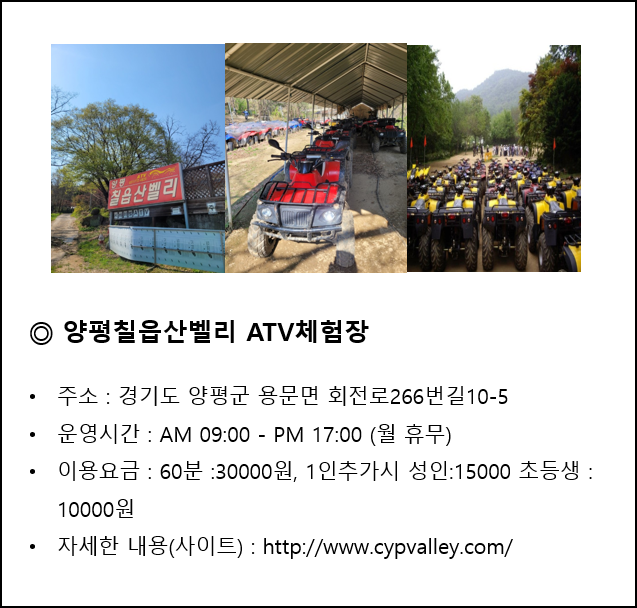 양평
칠읍산벨리
◎ 양평칠읍산벨리 ATV체험장
• 주소 : 경기도 양평군 용문면 회전로266번길10-5
• 운영시간 : AM 09:00 - PM 17:00 (월 휴무)
• 이용요금 : 60분 :30000원, 1인추가시 성인:15000 초등생 :
10000원
• 자세한 내용(사이트) : http://www.cypvalley.com/